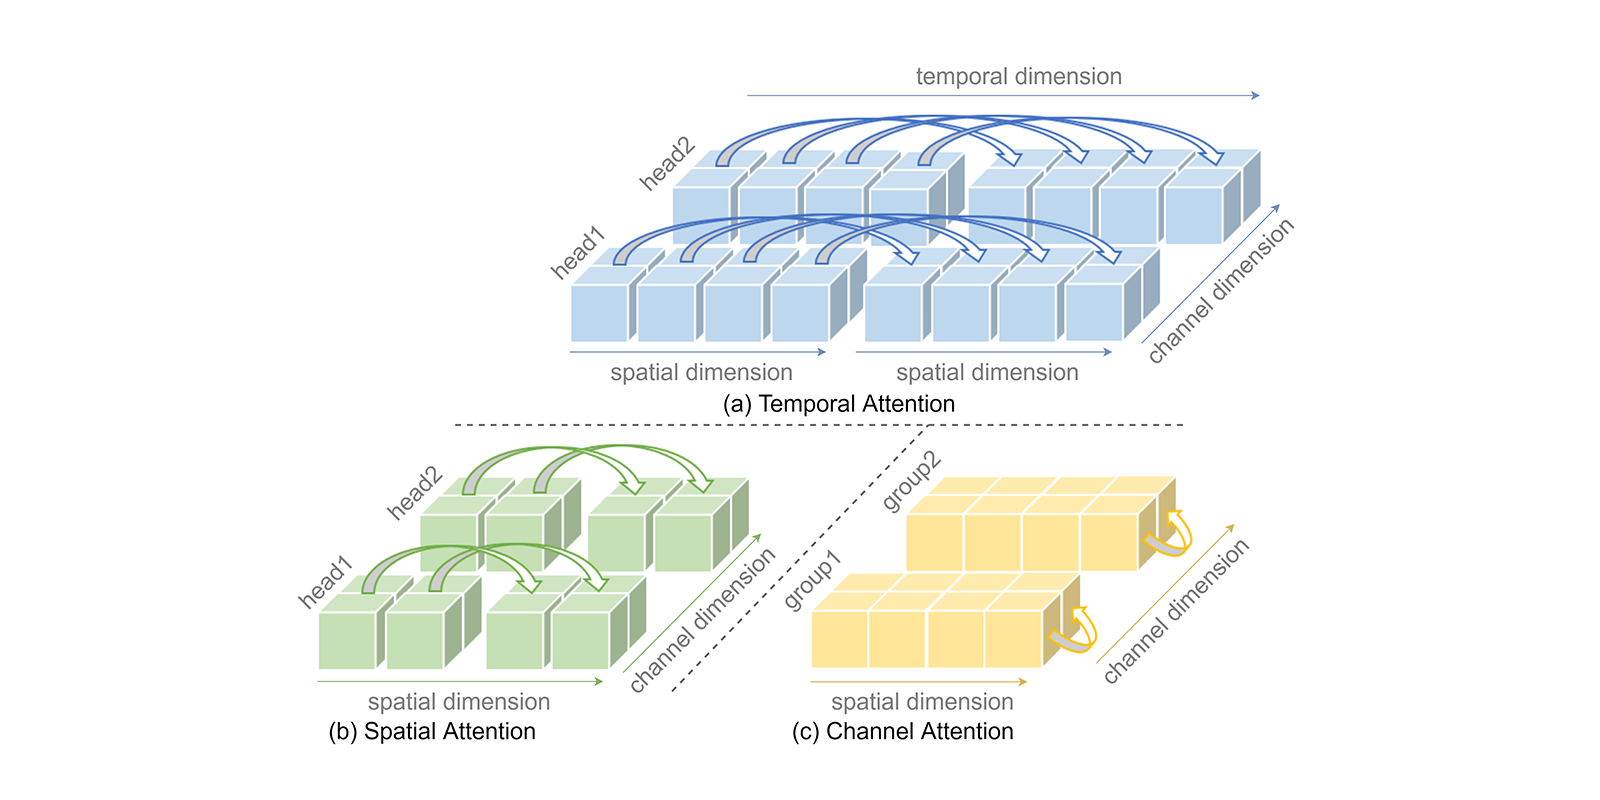 temporal dimension
head2
head1
channel dimension
spatial dimension
spatial dimension
(a) Temporal Attention
head2
head1
channel dimension
spatial dimension
(b) Spatial Attention
group2
group1
channel dimension
spatial dimension
(c) Channel Attention